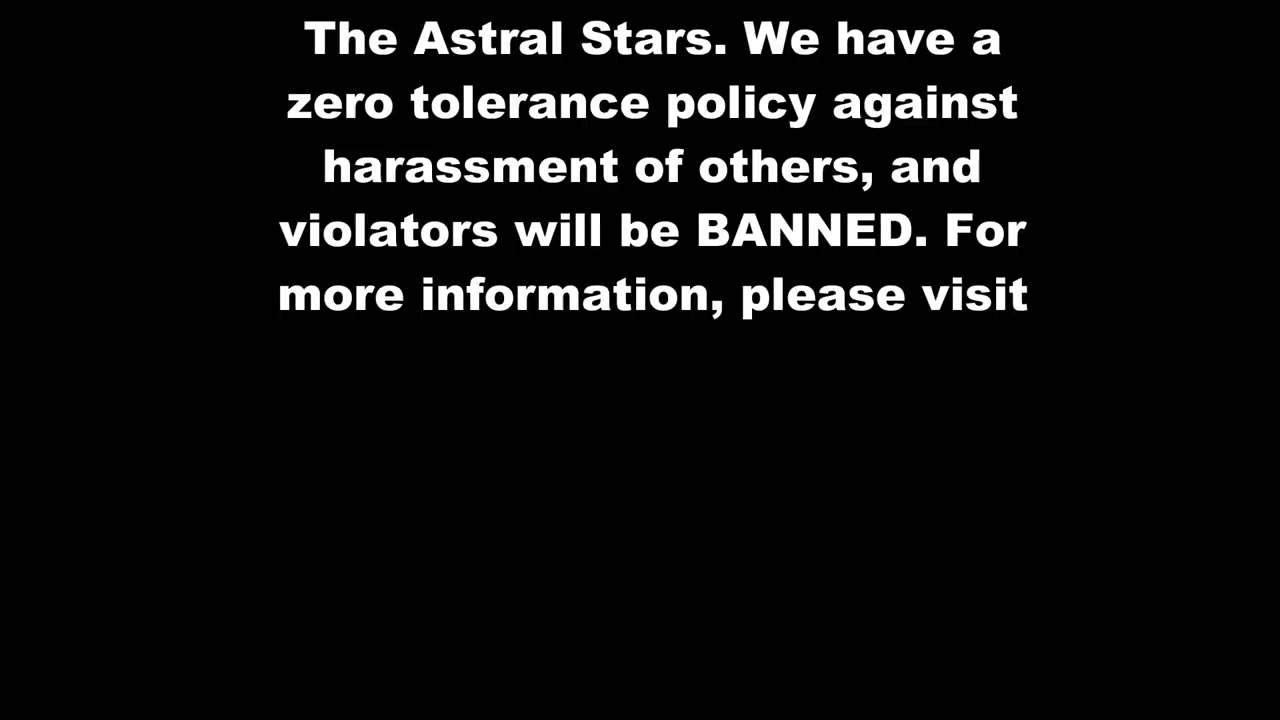 The Astral Stars. We have a
zero tolerance policy against
harassment of others, and
violators will be BANNED. For
more information, please visit